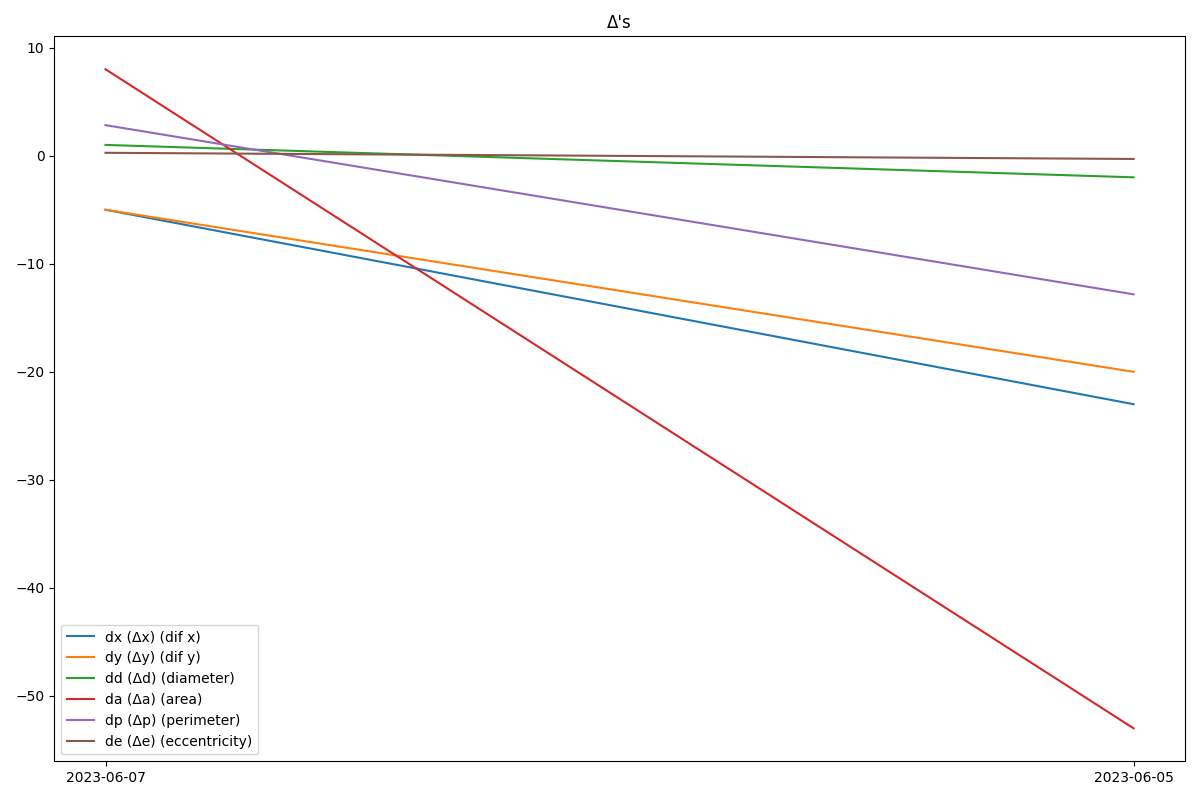 Δ's
10
0
−10
−20
−30
−40
−50
dx (Δx) (dif x)
dy (Δy) (dif y)
dd (Δd) (diameter)
da (Δa) (area)
dp (Δp) (perimeter)
de (Δe) (eccentricity)
2023-06-07 2023-06-05